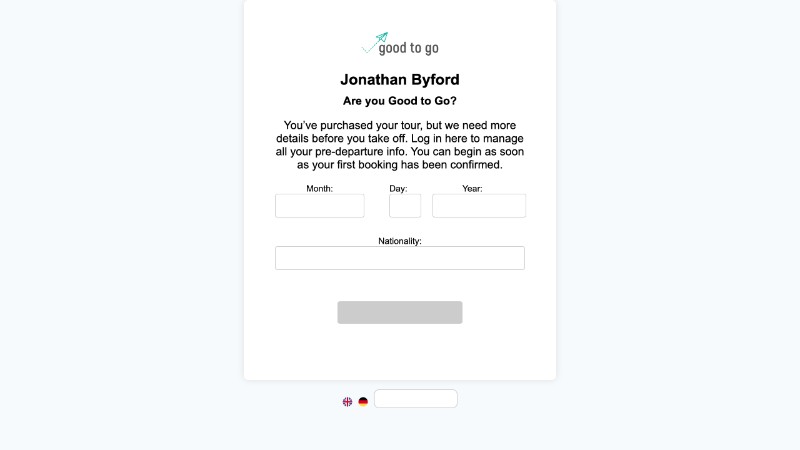 good to go
Jonathan Byford
Are you Good to Go?
You've purchased your tour, but we need more
details before you take off. Log in here to manage
all your pre-departure info. You can begin as soon
as your first booking has been confirmed.
Month: Day: Year:
Nationality: